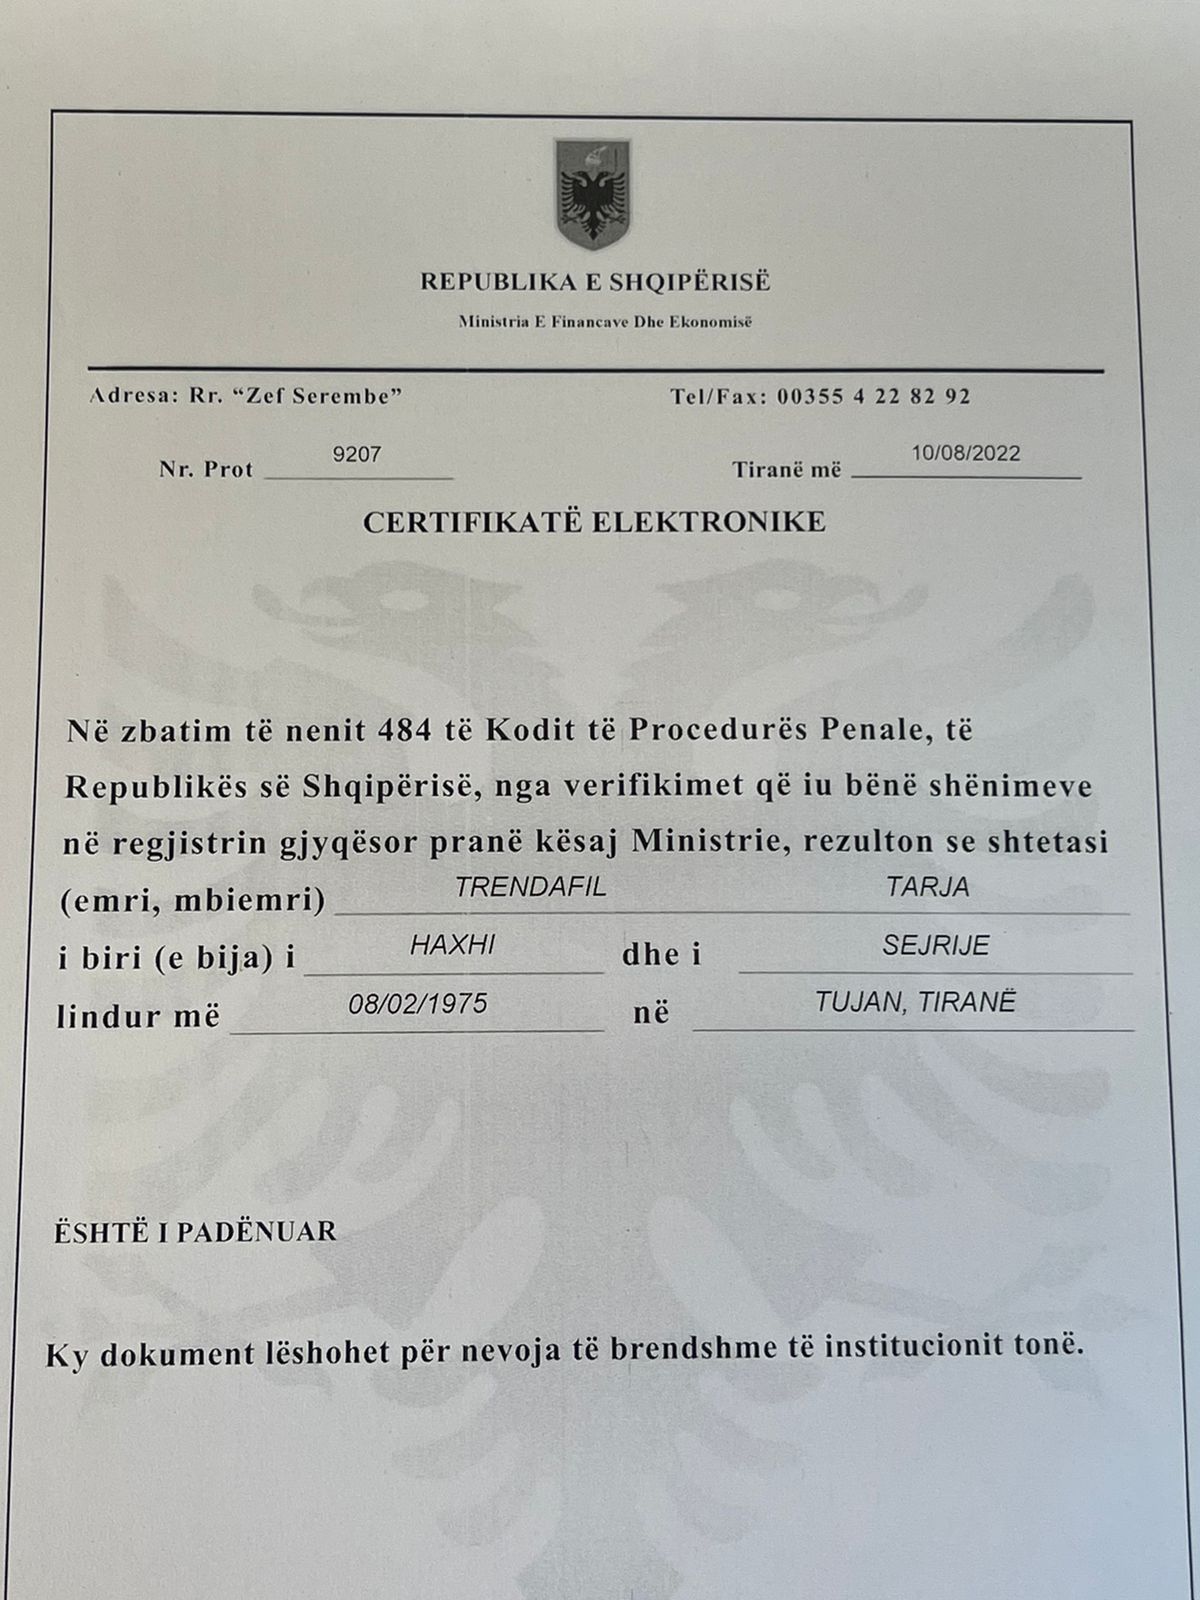 REPUBLIKA E SHQIPËRISË
Ministria E Financave Dhe Ekonomisë
Adresa: Rr. “Zef Serembe” Tel/Fax: 00355 4 22 82 92
Nr. Prot 9207 Tiranë më 10/08/2022
CERTIFIKATË ELEKTRONIKE
Në zbatim të nenit 484 të Kodit të Procedurës Penale, të
Republikës së Shqipërisë, nga verifikimet që iu bënë shënimeve
në regjistrin gjyqësor pranë kësaj Ministrie, rezulton se shtetasi
(emri, mbiemri) TRENDAFIL TARJA
i biri (e bija) i HAXHI dhe i SEJRIJE
lindur më 08/02/1975 në TUJAN, TIRANË
ËSHTË I PADËNUAR
Ky dokument lëshohet për nevoja të brendshme të institucionit tonë.